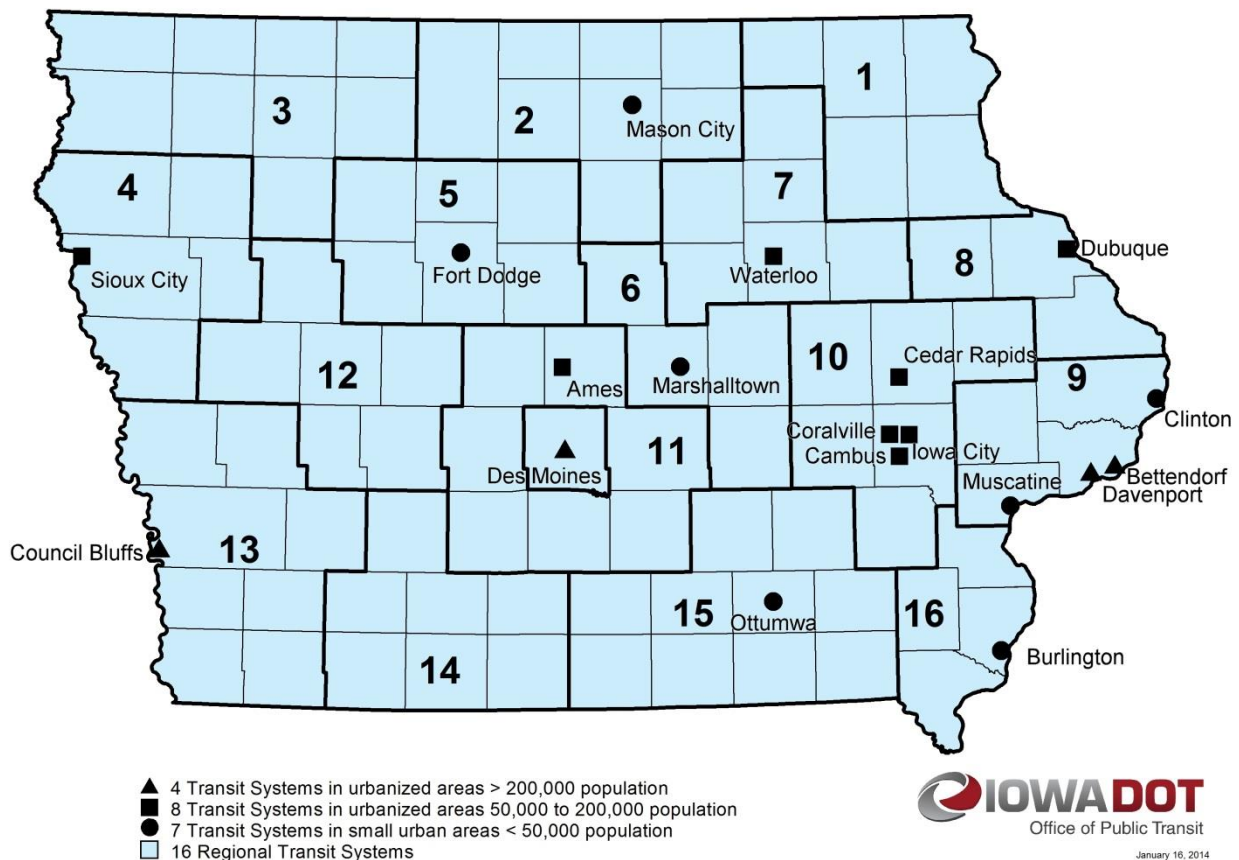 1
3
2
Mason City
4
5
7
Sioux City
Fort Dodge
Waterloo
Dubuque
8
6
10
Cedar Rapids
9
12
Ames
Marshalltown
Clinton
Coralville
Iowa City
Cambus
11
Des Moines
Bettendorf
Muscatine
Davenport
Council Bluffs
13
15
Ottumwa
16
14
Burlington
4 Transit Systems in urbanized areas > 200,000 population
8 Transit Systems in urbanized areas 50,000 to 200,000 population
7 Transit Systems in small urban areas < 50,000 population
16 Regional Transit Systems
IOWADOT
Office of Public Transit
January 16, 2014